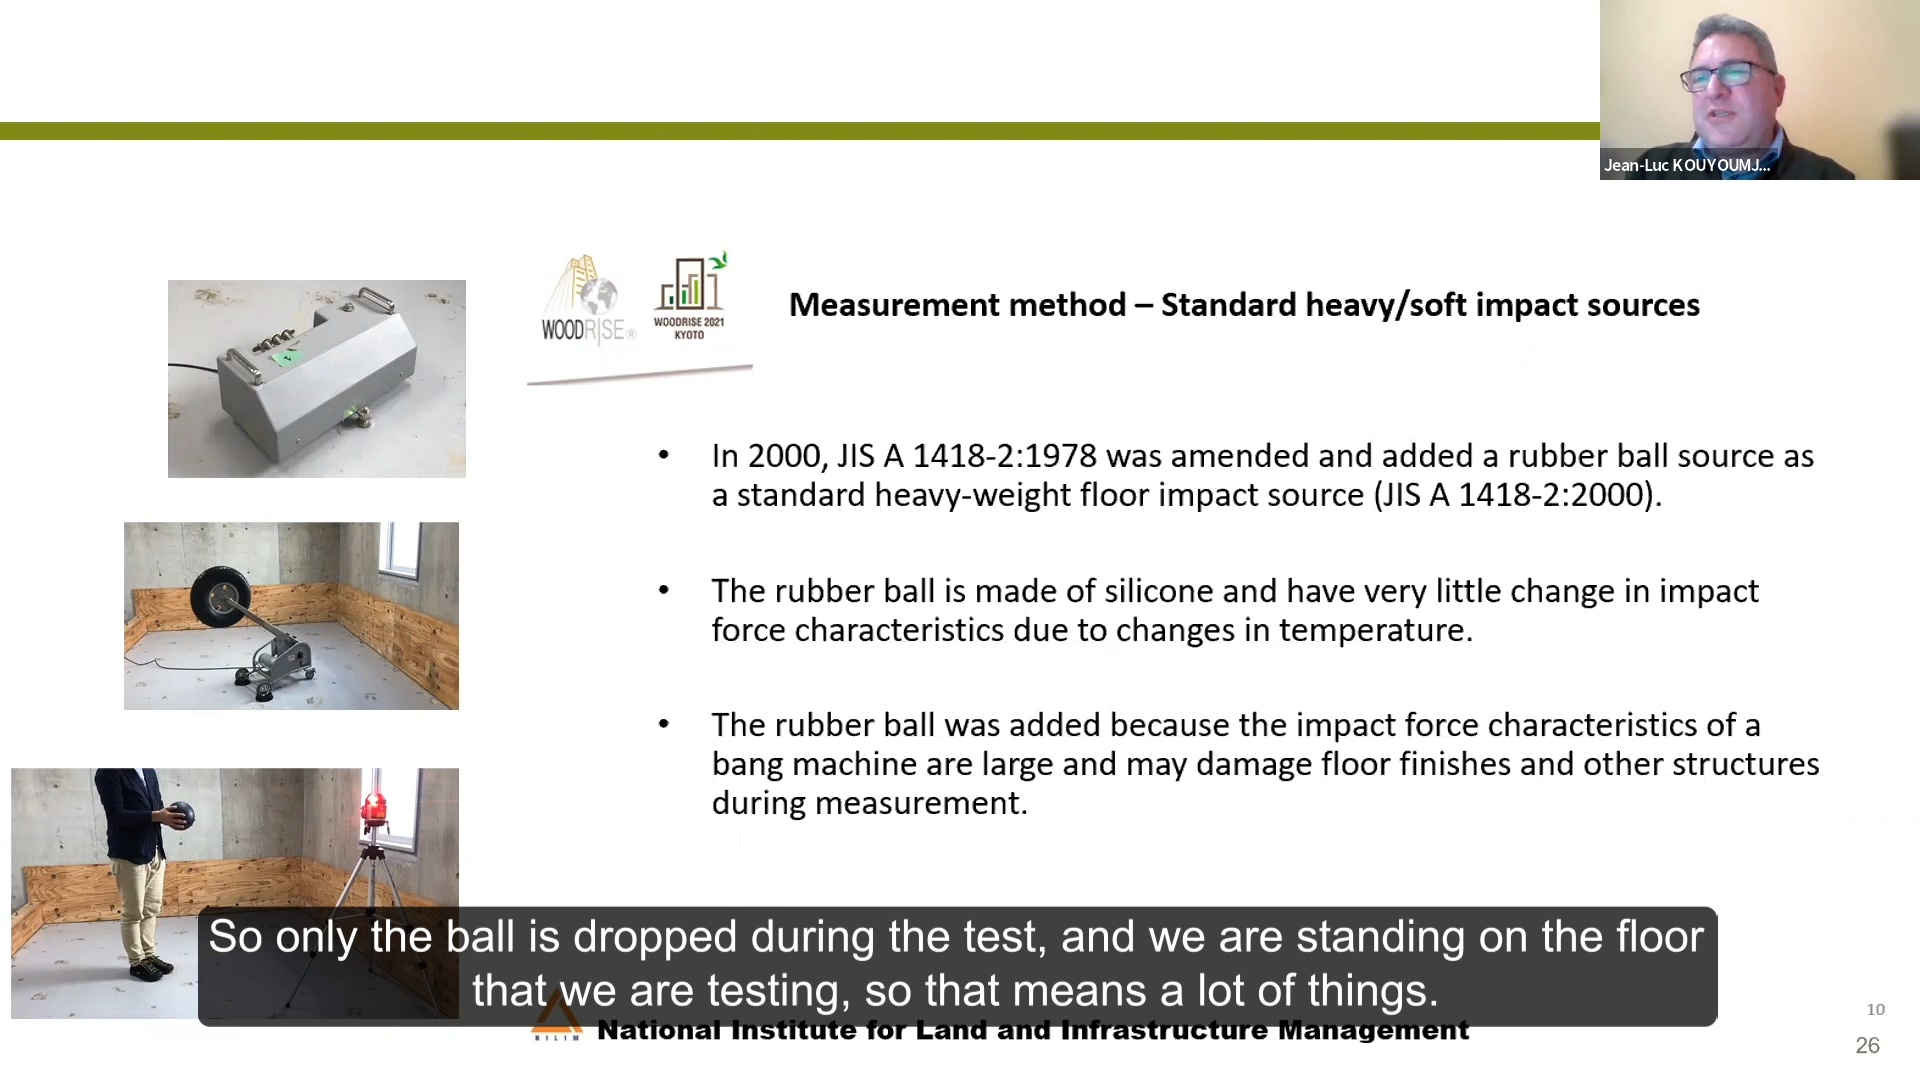 Jean-Luc KOUYOUMJ...
WOODRISE®
WOODRISE 2021
KYOTO
Measurement method – Standard heavy/soft impact sources
• In 2000, JIS A 1418-2:1978 was amended and added a rubber ball source as
a standard heavy-weight floor impact source (JIS A 1418-2:2000).
• The rubber ball is made of silicone and have very little change in impact
force characteristics due to changes in temperature.
• The rubber ball was added because the impact force characteristics of a
bang machine are large and may damage floor finishes and other structures
during measurement.
So only the ball is dropped during the test, and we are standing on the floor
that we are testing, so that means a lot of things.
NILIM
National Institute for Land and Infrastructure Management
10
26